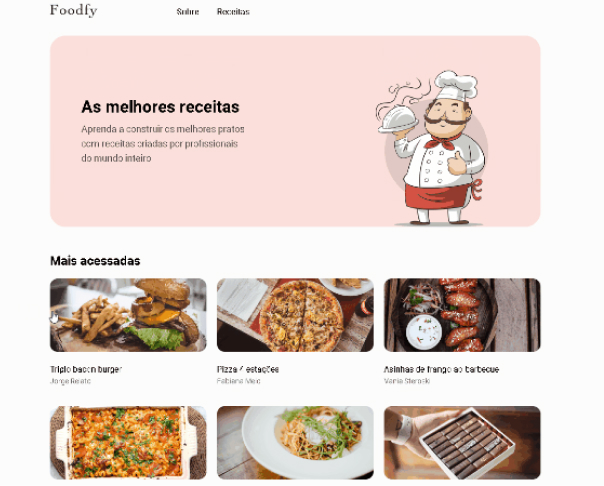 Foodfy
Sobre Receitas
As melhores receitas
Aprenda a construir os melhores pratos
com receitas criadas por profissionais
do mundo inteiro
Mais acessadas
Triplo bacon burger
Pizza 4 estações
Asinhas de frango ao barbecue
Jorge Relato
Fabiana Melo
Vania Steroski